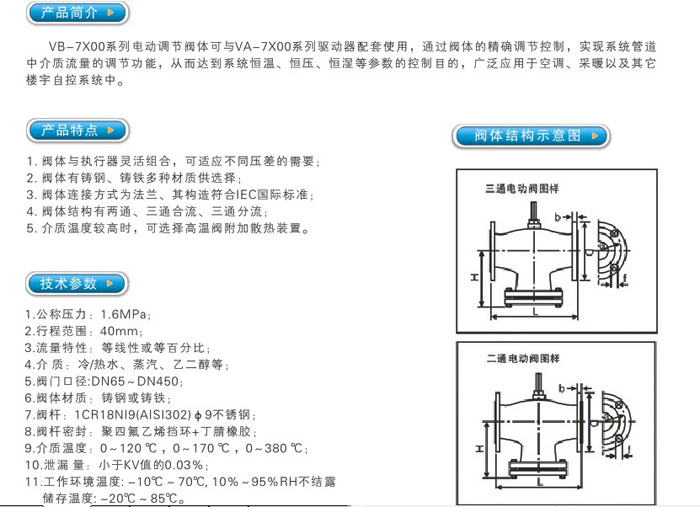 产品简介
VB-7X00系列电动调节阀体可与VA-7X00系列驱动器配套使用，通过阀体的精确调节控制，实现系统管道
中介质流量的调节功能，从而达到系统恒温、恒压、恒湿等参数的控制目的，广泛应用于空调、采暖以及其它
楼宇自控系统中。
产品特点
1. 阀体与执行器灵活组合，可适应不同压差的需要；
2. 阀体有铸钢、铸铁多种材质供选择；
3. 阀体连接方式为法兰、其构造符合IEC国际标准；
4. 阀体结构有两通、三通合流、三通分流；
5. 介质温度较高时，可选择高温阀附加散热装置。
技术参数
1.公称压力：1.6MPa；
2.行程范围：40mm；
3.流量特性：等线性或等百分比；
4.介 质：冷/热水、蒸汽、乙二醇等；
5.阀门口径:DN65～DN450；
6.阀体材质：铸钢或铸铁；
7.阀杆：1CR18NI9(AISI302)φ9不锈钢；
8.阀杆密封：聚四氟乙烯挡环+丁腈橡胶；
9.介质温度：0～120 ℃ ，0～170 ℃ ，0～380 ℃；
10.泄漏 量：小于KV值的0.03%；
11.工作环境温度: -10℃ ~ 70℃, 10% ~ 95%RH不结露
储存温度: -20℃ ~ 85℃。
阀体结构示意图
三通电动阀图样
b
D
H
f
L
二通电动阀图样
b
D
H
f
L